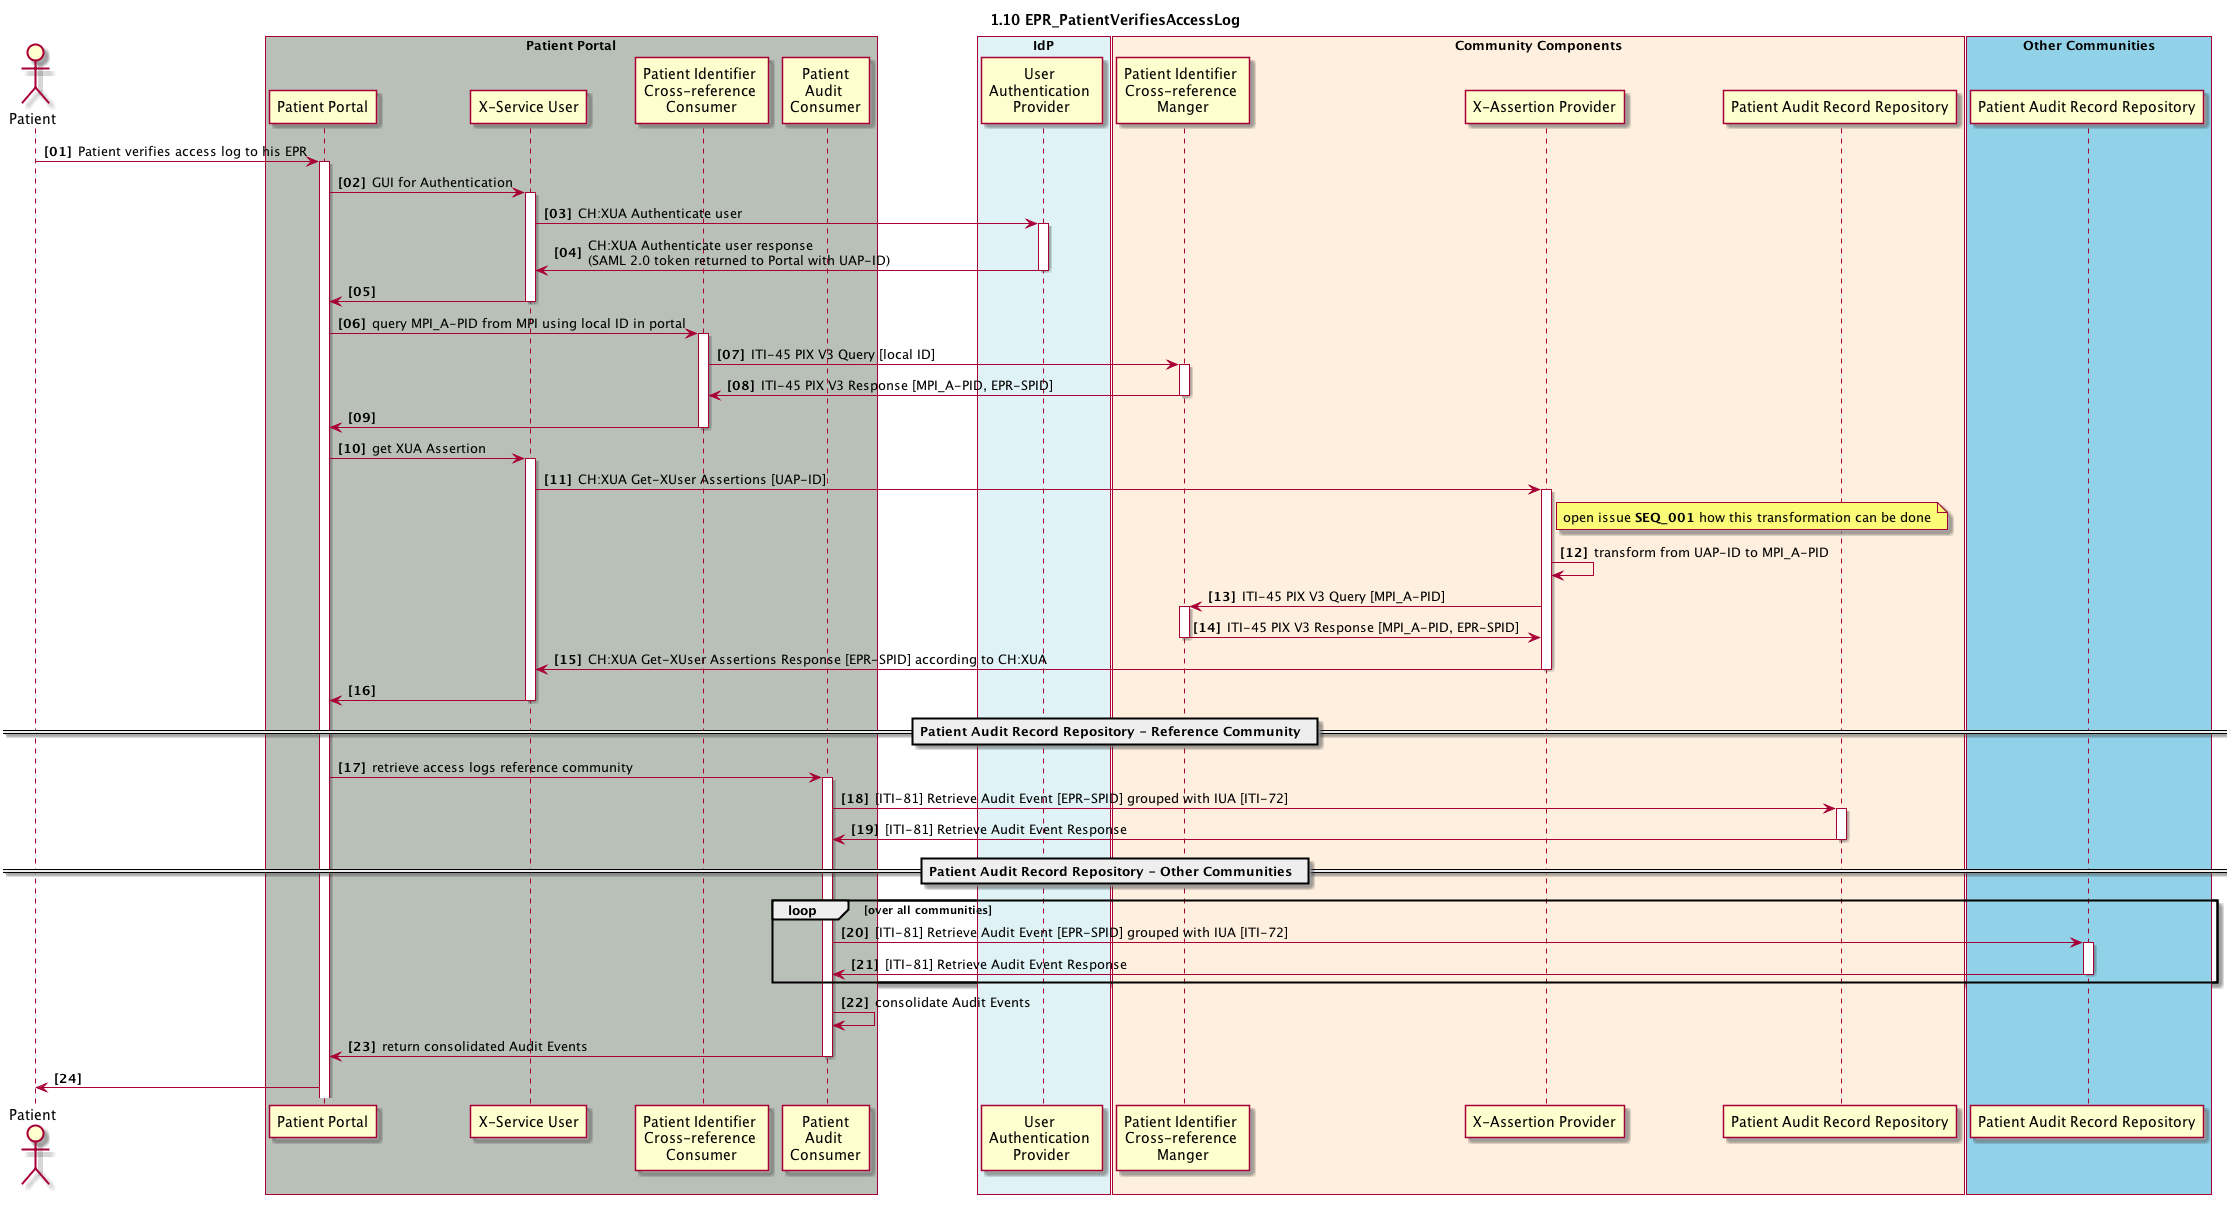 1.10 EPR_PatientVerifiesAccessLog
Patient Portal
IdP
Community Components
Other Communities
Patient
Patient Portal
X-Service User
Patient Identifier
Cross-reference
Consumer
Patient
Audit
Consumer
User
Authentication
Provider
Patient Identifier
Cross-reference
Manger
X-Assertion Provider
Patient Audit Record Repository
Patient Audit Record Repository
[01] Patient verifies access log to his EPR
[02] GUI for Authentication
[03] CH:XUA Authenticate user
[04] CH:XUA Authenticate user response
(SAML 2.0 token returned to Portal with UAP-ID)
[05]
[06] query MPI_A-PID from MPI using local ID in portal
[07] ITI-45 PIX V3 Query [local ID]
[08] ITI-45 PIX V3 Response [MPI_A-PID, EPR-SPID]
[09]
[10] get XUA Assertion
[11] CH:XUA Get-XUser Assertions [UAP-ID]
open issue SEQ_001 how this transformation can be done
[12] transform from UAP-ID to MPI_A-PID
[13] ITI-45 PIX V3 Query [MPI_A-PID]
[14] ITI-45 PIX V3 Response [MPI_A-PID, EPR-SPID]
[15] CH:XUA Get-XUser Assertions Response [EPR-SPID] according to CH:XUA
[16]
Patient Audit Record Repository - Reference Community
[17] retrieve access logs reference community
[18] [ITI-81] Retrieve Audit Event [EPR-SPID] grouped with IUA [ITI-72]
[19] [ITI-81] Retrieve Audit Event Response
Patient Audit Record Repository - Other Communities
loop [over all communities]
[20] [ITI-81] Retrieve Audit Event [EPR-SPID] grouped with IUA [ITI-72]
[21] [ITI-81] Retrieve Audit Event Response
[22] consolidate Audit Events
[23] return consolidated Audit Events
[24]
Patient
Patient Portal
X-Service User
Patient Identifier
Cross-reference
Consumer
Patient
Audit
Consumer
User
Authentication
Provider
Patient Identifier
Cross-reference
Manger
X-Assertion Provider
Patient Audit Record Repository
Patient Audit Record Repository